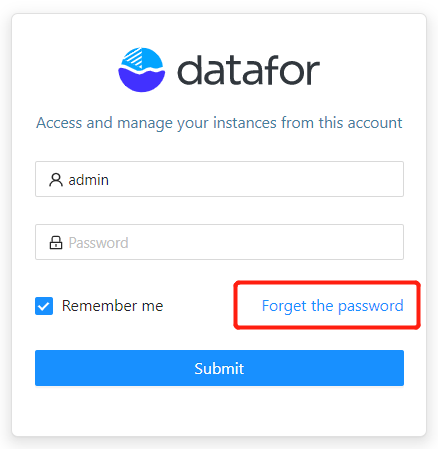 datafor
Access and manage your instances from this account
admin
Password
Remember me
Forget the password
Submit